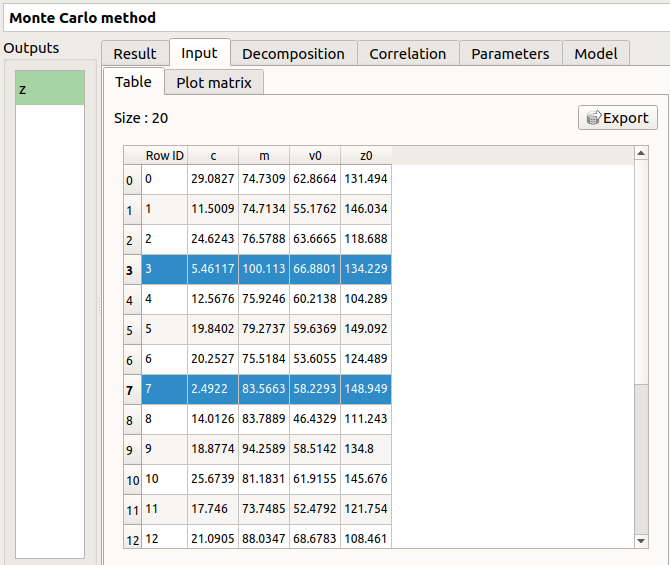 Monte Carlo method
Outputs
z
Result Input Decomposition Correlation Parameters Model
Table Plot matrix
Size : 20
Export
Row ID c m v0 z0
0 0 29.0827 74.7309 62.8664 131.494
1 1 11.5009 74.7134 55.1762 146.034
2 2 24.6243 76.5788 63.6665 118.688
3 3 5.46117 100.113 66.8801 134.229
4 4 12.5676 75.9246 60.2138 104.289
5 5 19.8402 79.2737 59.6369 149.092
6 6 20.2527 75.5184 53.6055 124.489
7 7 2.4922 83.5663 58.2293 148.949
8 8 14.0126 83.7889 46.4329 111.243
9 9 18.8774 94.2589 58.5142 134.8
10 10 25.6739 81.1831 61.9155 145.676
11 11 17.746 73.7485 52.4792 121.754
12 12 21.0905 88.0347 68.6783 108.461